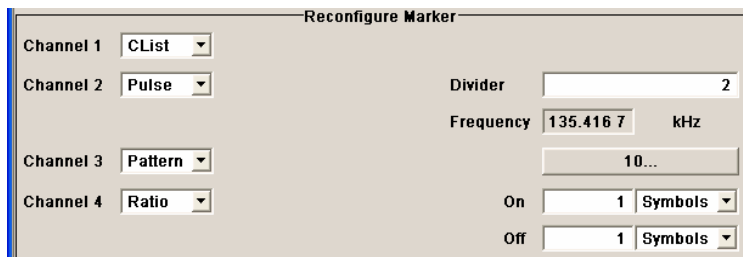 Reconfigure Marker
Channel 1 CList
Channel 2 Pulse Divider 2
Frequency 135.416 7 kHz
Channel 3 Pattern 10...
Channel 4 Ratio On 1 Symbols
Off 1 Symbols